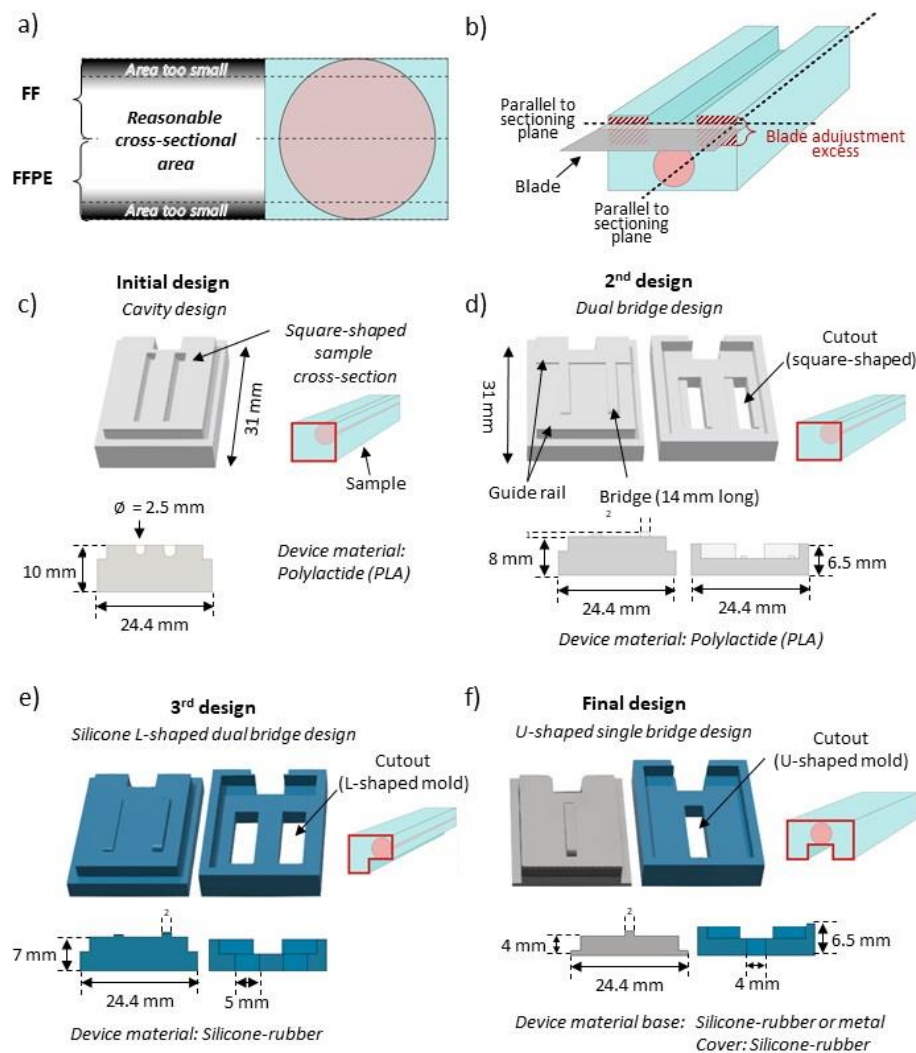 a)
FF
FFPE
Area too small
Reasonable
cross-sectional
area
Area too small
b)
Parallel to
sectioning
plane
Blade adjustment
excess
Blade
Parallel to
sectioning
plane
Initial design
c)
Cavity design
Square-shaped
sample
cross-section
31 mm
Sample
Ø = 2.5 mm
10 mm
24.4 mm
Device material:
Polylactide (PLA)
2nd design
d)
Dual bridge design
Cutout
(square-shaped)
31 mm
Guide rail
Bridge (14 mm long)
2
1
8 mm
6.5 mm
24.4 mm
24.4 mm
Device material: Polylactide (PLA)
e)
3rd design
Silicone L-shaped dual bridge design
Cutout
(L-shaped mold)
2
7 mm
24.4 mm
5 mm
Device material: Silicone-rubber
f)
Final design
U-shaped single bridge design
Cutout
(U-shaped mold)
2
4 mm
6.5 mm
24.4 mm
4 mm
Device material base: Silicone-rubber or metal
Cover: Silicone-rubber